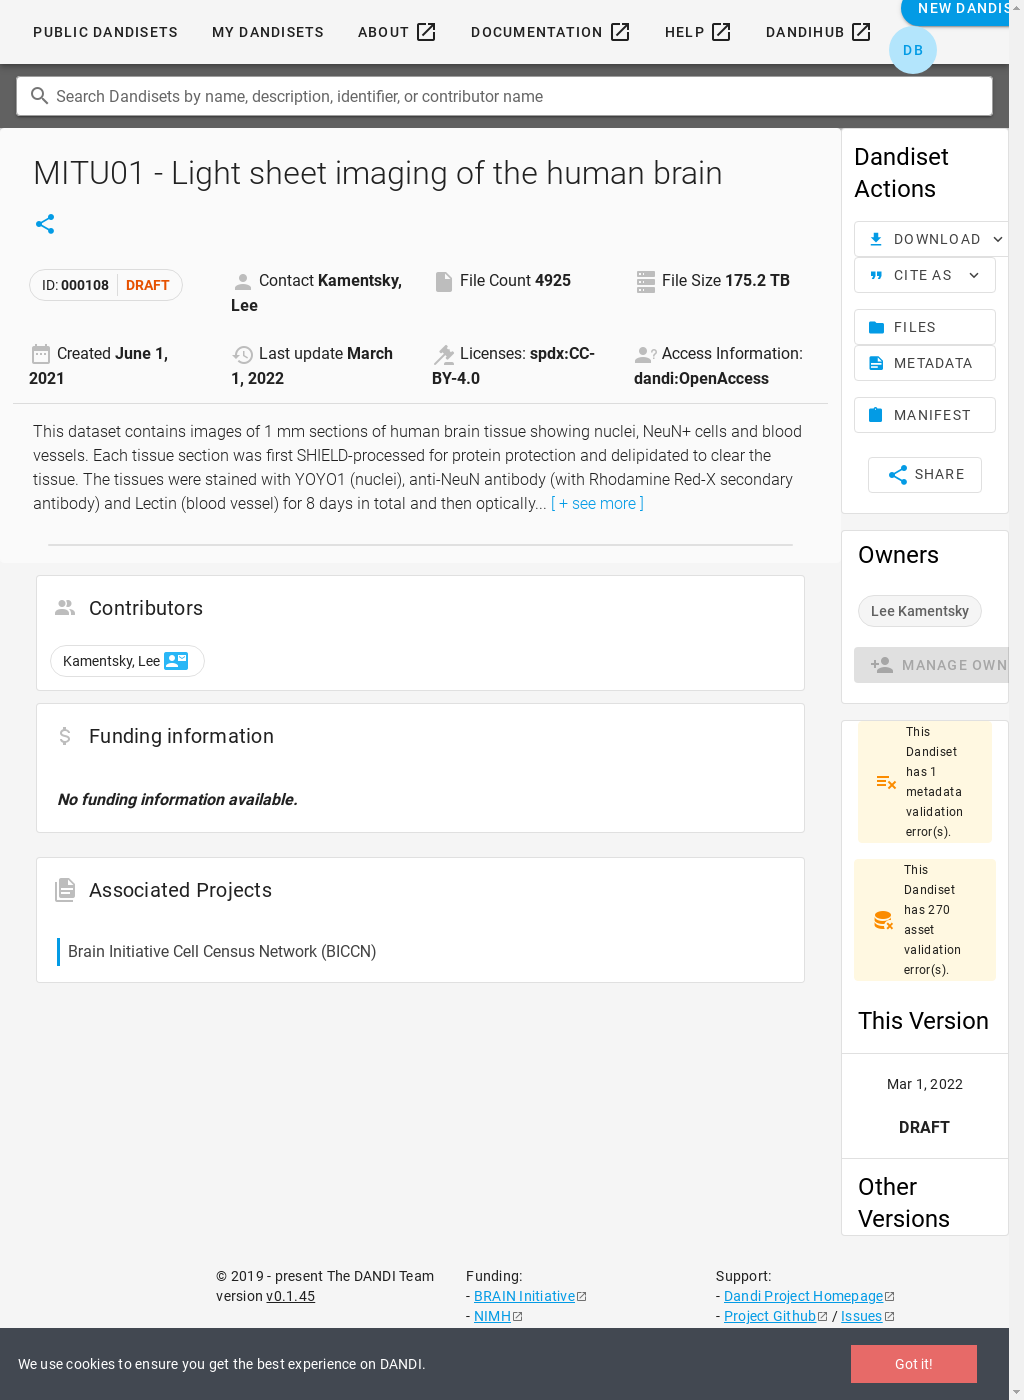 PUBLIC DANDISETS MY DANDISETS ABOUT DOCUMENTATION HELP DANDIHUB NEW DANDIS
DB
Search Dandisets by name, description, identifier, or contributor name
MITU01 - Light sheet imaging of the human brain
ID: 000108 DRAFT
Contact Kamentsky,
Lee
File Count 4925
File Size 175.2 TB
Created June 1,
2021
Last update March
1, 2022
Licenses: spdx:CC-
BY-4.0
Access Information:
dandi:OpenAccess
This dataset contains images of 1 mm sections of human brain tissue showing nuclei, NeuN+ cells and blood
vessels. Each tissue section was first SHIELD-processed for protein protection and delipidated to clear the
tissue. The tissues were stained with YOYO1 (nuclei), anti-NeuN antibody (with Rhodamine Red-X secondary
antibody) and Lectin (blood vessel) for 8 days in total and then optically... [ + see more ]
Contributors
Kamentsky, Lee
Funding information
No funding information available.
Associated Projects
Brain Initiative Cell Census Network (BICCN)
Dandiset
Actions
DOWNLOAD
CITE AS
FILES
METADATA
MANIFEST
SHARE
Owners
Lee Kamentsky
MANAGE OWN
This
Dandiset
has 1
metadata
validation
error(s).
This
Dandiset
has 270
asset
validation
error(s).
This Version
Mar 1, 2022
DRAFT
Other
Versions
© 2019 - present The DANDI Team
version v0.1.45
Funding:
- BRAIN Initiative
- NIMH
Support:
- Dandi Project Homepage
- Project Github / Issues
We use cookies to ensure you get the best experience on DANDI.
Got it!